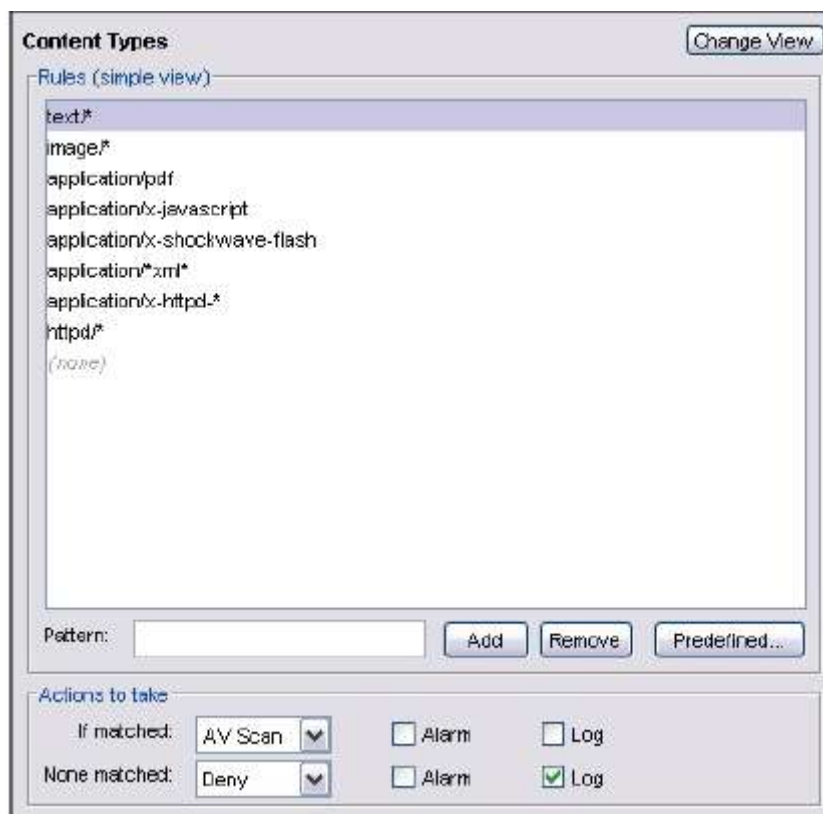 Content Types
Change View
Rules (simple view)
text/*
image/*
application/pdf
application/x-javascript
application/x-shockwave-flash
application/*xml*
application/x-httpd-*
httpd/*
(none)
Pattern:
Add
Remove
Predefined...
Actions to take
If matched: AV Scan Alarm Log
None matched: Deny Alarm Log